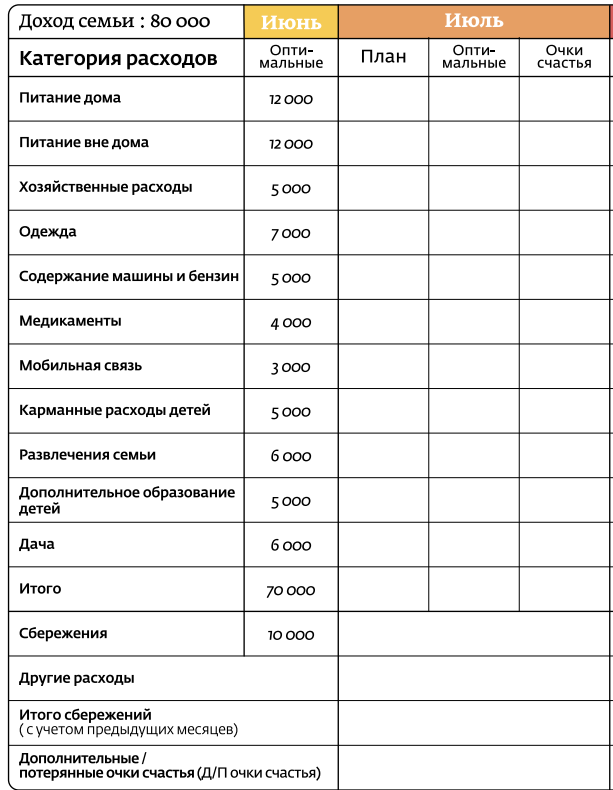 Доход семьи : 80 000 Июнь Июль
Категория расходов Опти-мальные План Опти-мальные Очки счастья
Питание дома 12 000
Питание вне дома 12 000
Хозяйственные расходы 5 000
Одежда 7 000
Содержание машины и бензин 5 000
Медикаменты 4 000
Мобильная связь 3 000
Карманные расходы детей 5 000
Развлечения семьи 6 000
Дополнительное образование
детей 5 000
Дача 6 000
Итого 70 000
Сбережения 10 000
Другие расходы
Итого сбережений
( с учетом предыдущих месяцев)
Дополнительные /
потерянные очки счастья (Д/П очки счастья)